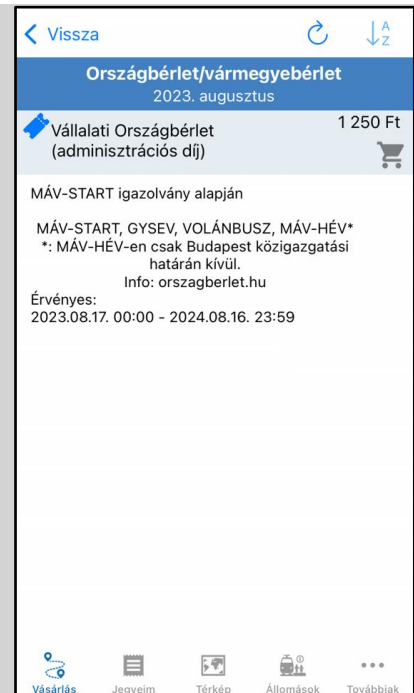 Vissza
A
Z
Országbérlet/vármegyebérlet
2023. augusztus
Vállalati Országbérlet
1 250 Ft
(adminisztrációs díj)
MÁV-START igazolvány alapján
MÁV-START, GYSEV, VOLÁNBUSZ, MÁV-HÉV*
*: MÁV-HÉV-en csak Budapest közigazgatási
határán kívül.
Info: orszagberlet.hu
Érvényes:
2023.08.17. 00:00 - 2024.08.16. 23:59
Vásárlás
Jegyeim
Térkép
Állomások
Továbbiak